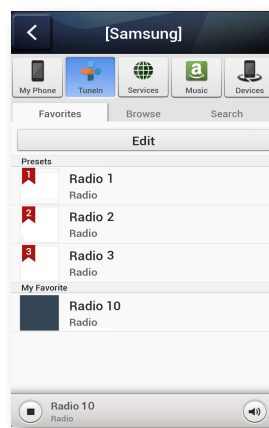 [Samsung]
My Phone TuneIn Services Music Devices
Favorites Browse Search
Edit
Presets
1
Radio 1
Radio
2
Radio 2
Radio
3
Radio 3
Radio
My Favorite
Radio 10
Radio
Radio 10
Radio